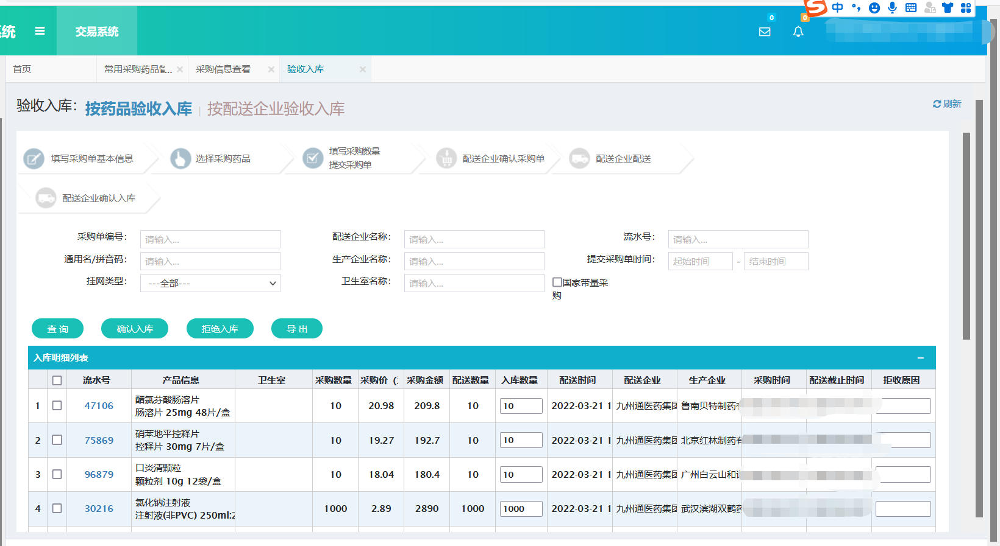 中
系统
交易系统
0
0
首页
常用采购药品管...
采购信息查看
验收入库
验收入库：
按药品验收入库 | 按配送企业验收入库
刷新
填写采购单基本信息
选择采购药品
填写采购数量
提交采购单
配送企业确认采购单
配送企业配送
配送企业确认入库
采购单编号： 请输入...
配送企业名称： 请输入...
流水号： 请输入...
通用名/拼音码： 请输入...
生产企业名称： 请输入...
提交采购单时间： 起始时间 - 结束时间
挂网类型： ---全部---
卫生室名称： 请输入...
国家带量采
购
查 询 确认入库 拒绝入库 导 出
入库明细列表
流水号 产品信息 卫生室 采购数量 采购价（ 采购金额 配送数量 入库数量 配送时间 配送企业 生产企业 采购时间 配送截止时间 拒收原因
1 47106 醋氯芬酸肠溶片 10 20.98 209.8 10 10 2022-03-21 1 九州通医药集团 鲁南贝特制药有
肠溶片 25mg 48片/盒
2 75869 硝苯地平控释片 10 19.27 192.7 10 10 2022-03-21 1 九州通医药集团 北京红林制药有
控释片 30mg 7片/盒
3 96879 口炎清颗粒 10 18.04 180.4 10 10 2022-03-21 1 九州通医药集团 广州白云山和
颗粒剂 10g 12袋/盒
4 30216 氯化钠注射液 1000 2.89 2890 1000 1000 2022-03-21 1 九州通医药集团 武汉滨湖双鹤药
注射液(非PVC) 250ml:2